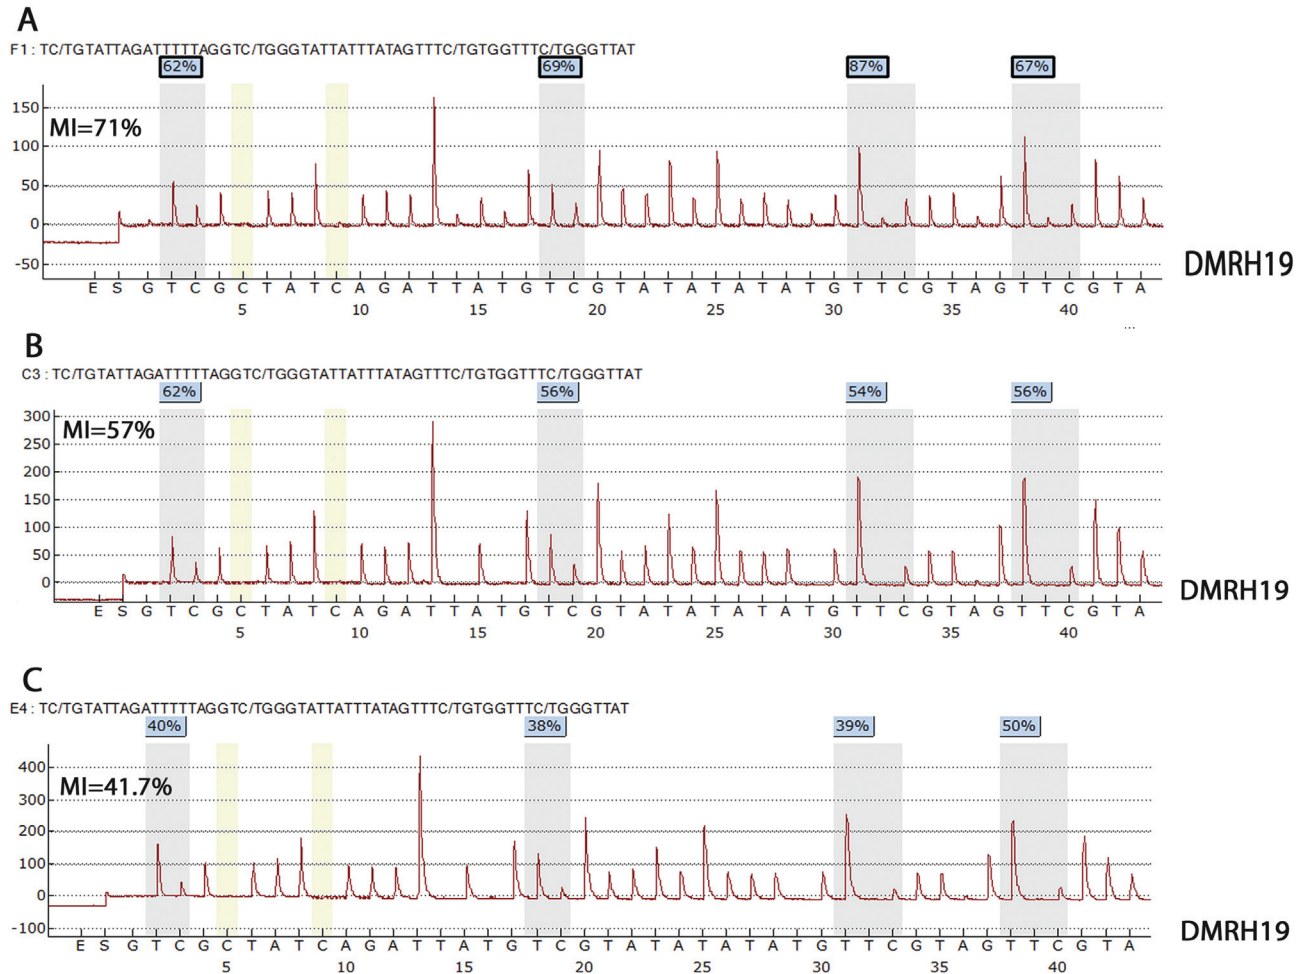 A
F1: TC/TGTATTAGATTTTTAGGTC/TGGGTATTATTTATAGTTTC/TGTGGTTTC/TGGGTTAT
62% 69% 87% 67%
150
MI=71%
100
50
0
-50
DMRH19
E S G T C G C T A T C A G A T T A T G T C G T A T A T A T A T G T T C G T A G T T C G T A
5 10 15 20 25 30 35 40
...
B
C3: TC/TGTATTAGATTTTTAGGTC/TGGGTATTATTTATAGTTTC/TGTGGTTTC/TGGGTTAT
62% 56% 54% 56%
300
MI=57%
250
200
150
100
50
0
DMRH19
E S G T C G C T A T C A G A T T A T G T C G T A T A T A T A T G T T C G T A G T T C G T A
5 10 15 20 25 30 35 40
C
E4: TC/TGTATTAGATTTTTAGGTC/TGGGTATTATTTATAGTTTC/TGTGGTTTC/TGGGTTAT
40% 38% 39% 50%
400
MI=41.7%
300
200
100
0
-100
DMRH19
E S G T C G C T A T C A G A T T A T G T C G T A T A T A T A T G T T C G T A G T T C G T A
5 10 15 20 25 30 35 40